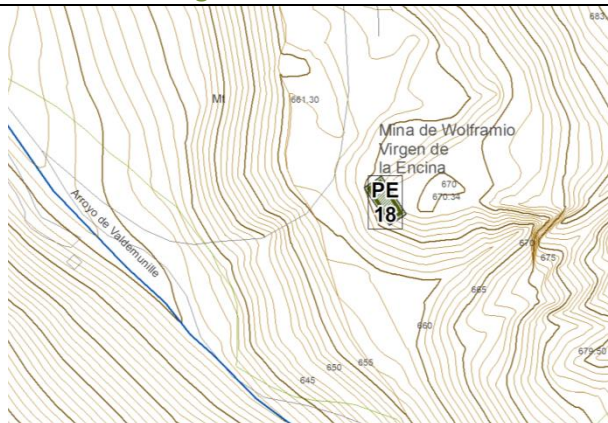 683
Mt
661,30
Mina de Wolframio
Virgen de
la Encina
PE
18
670
670.34
Arroyo de Valdemunille
670
675
665
660
679,50
655
650
645